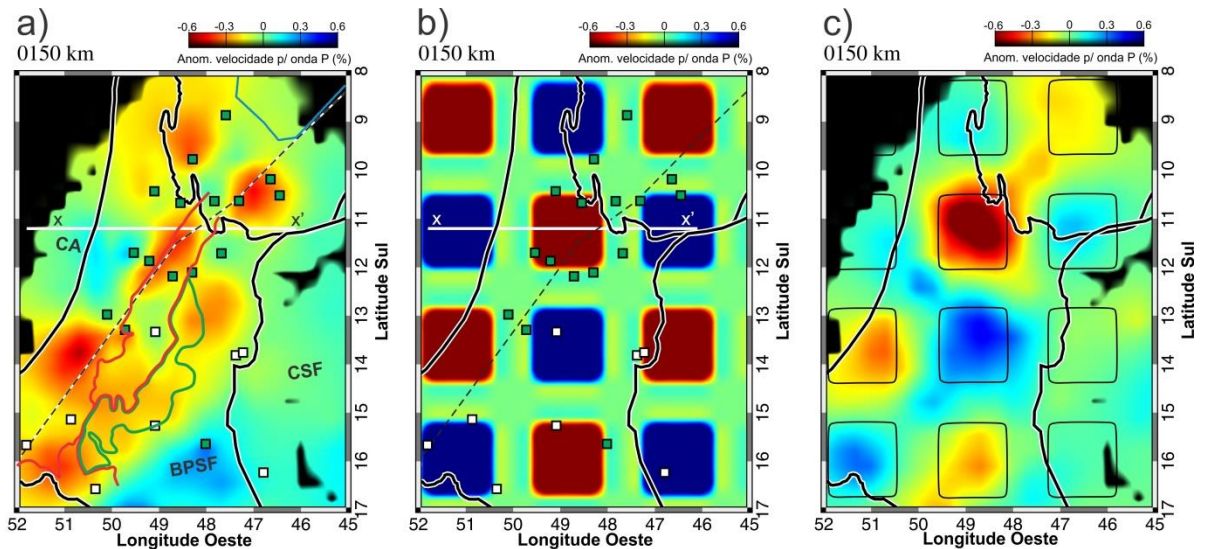 a)
-0.6 -0.3 0 0.3 0.6
0150 km
Anom. velocidade p/ onda P (%)
8
9
10
11
12
13
14
15
16
17
Latitude Sul
x x'
CA
CSF
BPSF
52 51 50 49 48 47 46 45
Longitude Oeste
b)
-0.6 -0.3 0 0.3 0.6
0150 km
Anom. velocidade p/ onda P (%)
8
9
10
11
12
13
14
15
16
17
Latitude Sul
x x'
52 51 50 49 48 47 46 45
Longitude Oeste
c)
-0.6 -0.3 0 0.3 0.6
0150 km
Anom. velocidade p/ onda P (%)
8
9
10
11
12
13
14
15
16
17
Latitude Sul
52 51 50 49 48 47 46 45
Longitude Oeste